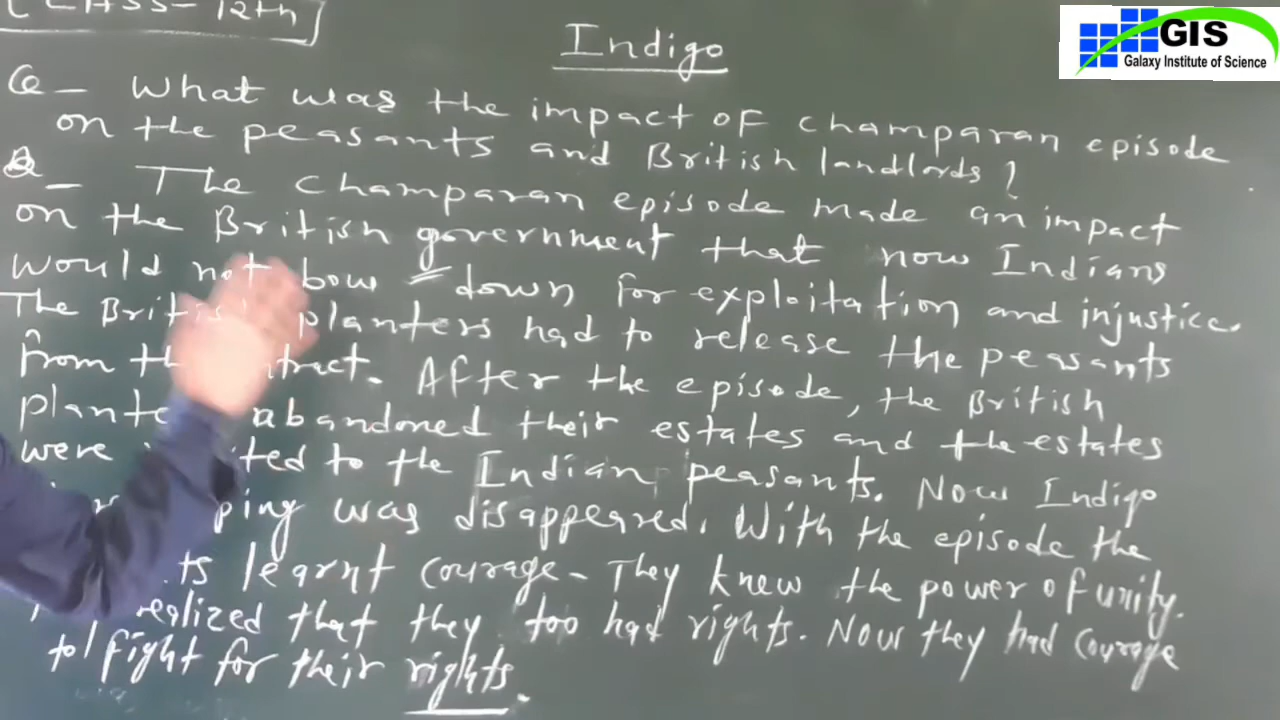 CLASS-12th
Indigo
GIS
Galaxy Institute of Science
Q- What was the impact of champaran episode
on the peasants and British landlords?
The champaran episode made an impact
on the British government that now Indians
would not bow down for exploitation and injustice.
The British planters had to release the peasants
from the. After the episode, the British
abandoned their estates and the estates
were to the Indian peasants. Now Indigo
was disappeared. With the episode the
learnt courage- They knew the power of unity.
realized that they too had rights. Now they had courage
to fight for their rights.